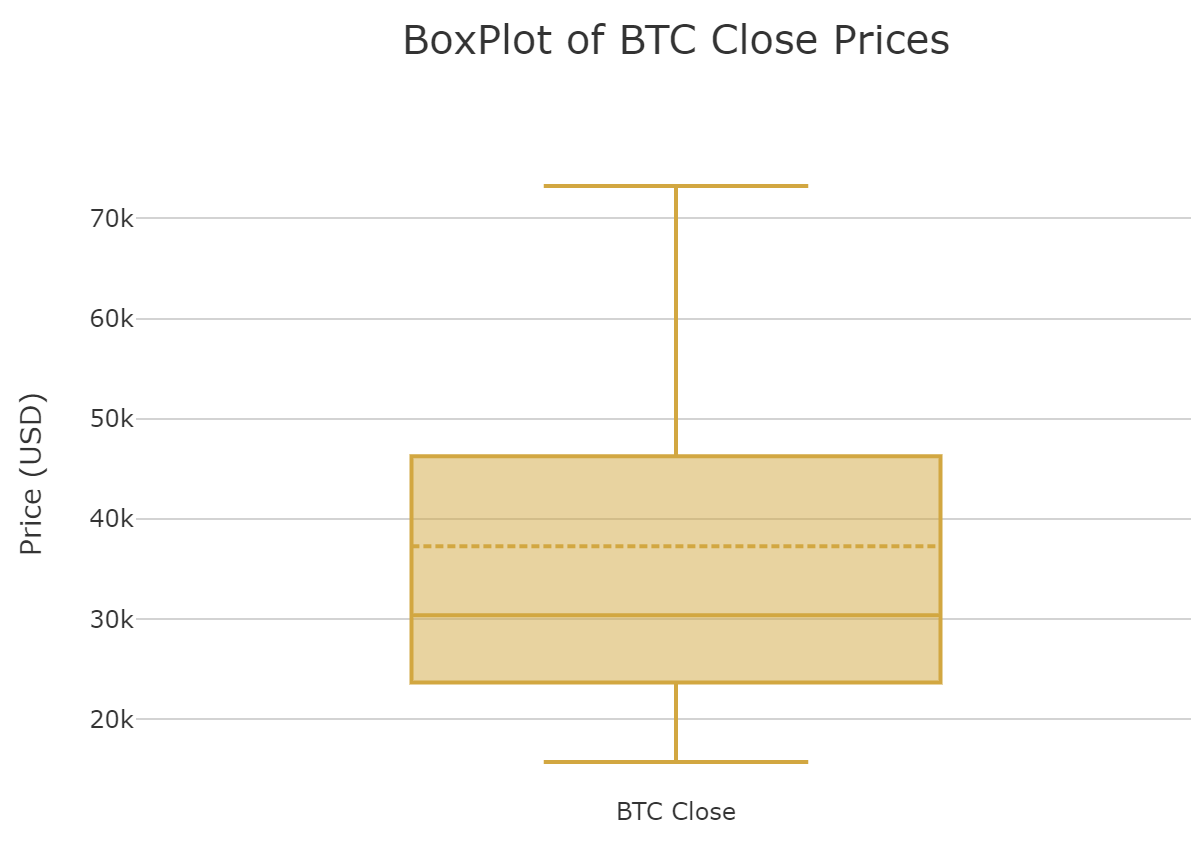 BoxPlot of BTC Close Prices
70k
60k
50k
40k
30k
20k
Price (USD)
BTC Close